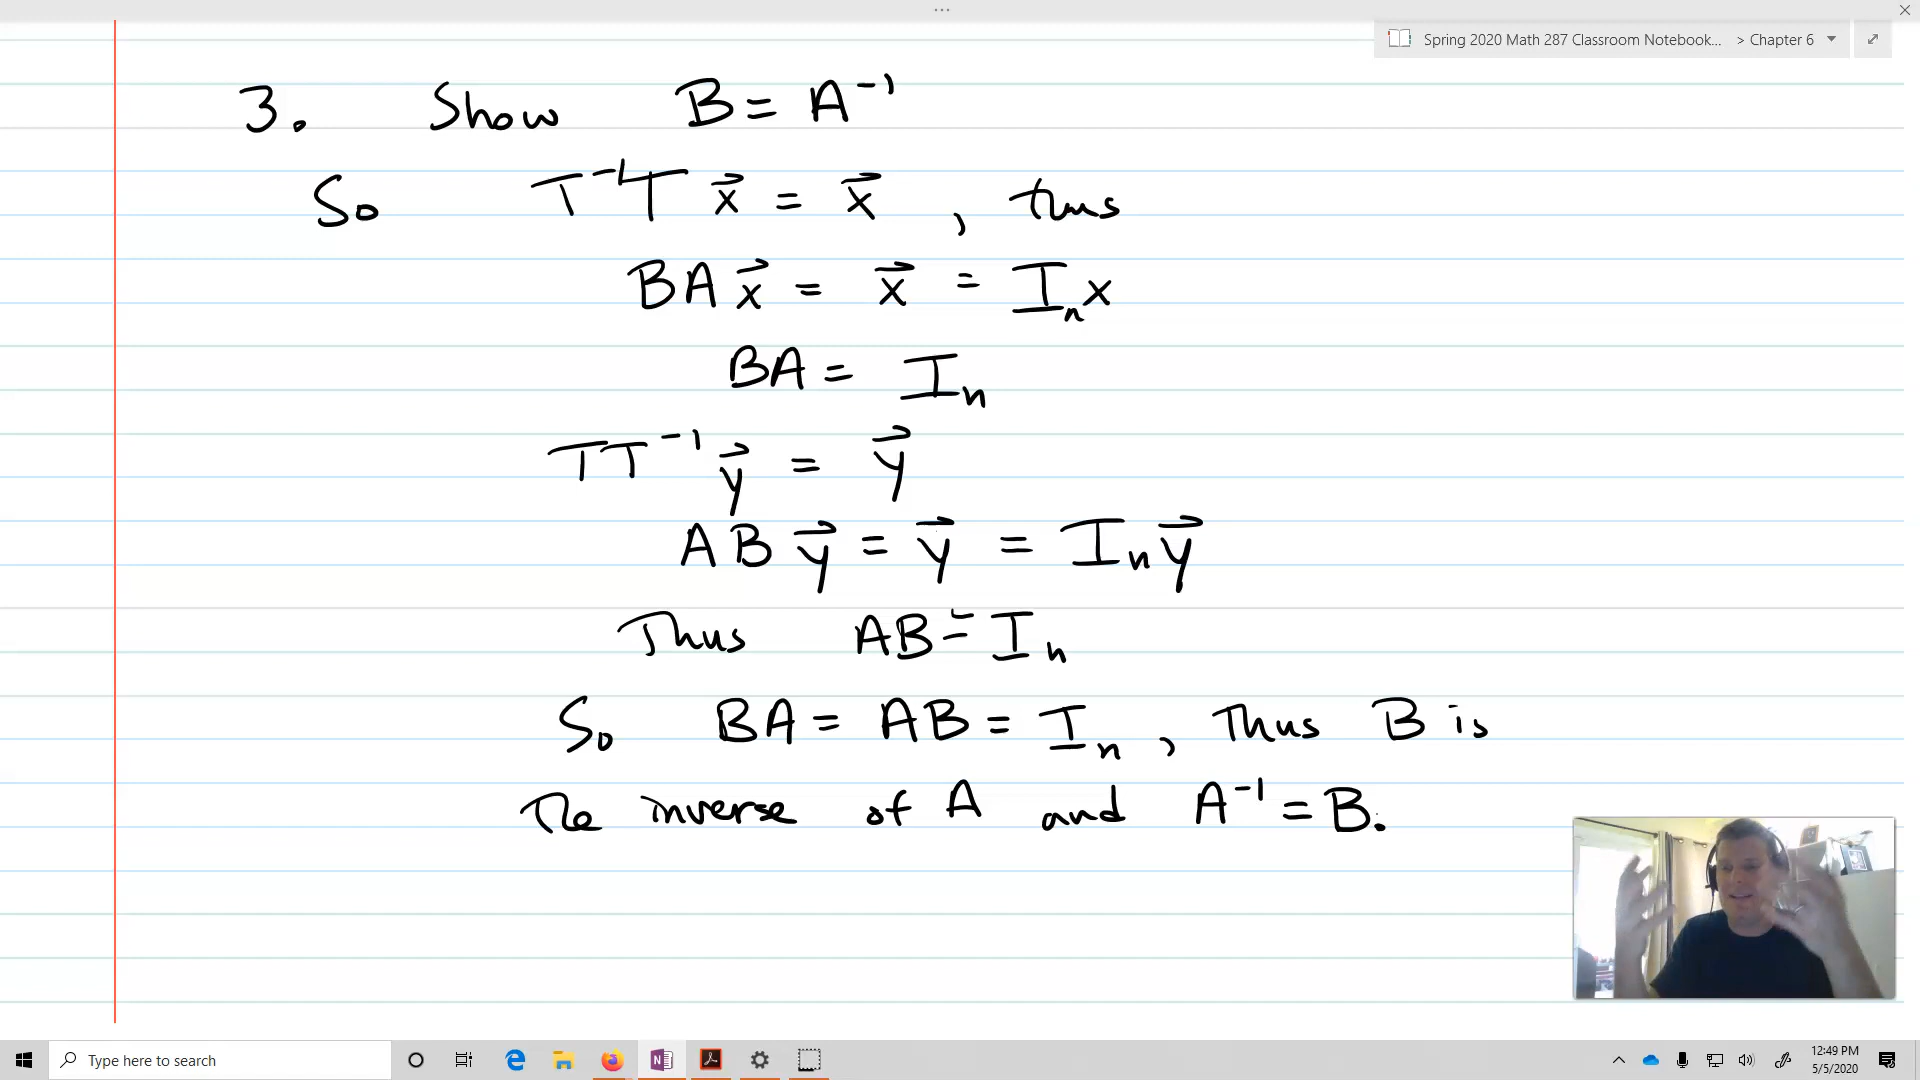 Spring 2020 Math 287 Classroom Notebook... > Chapter 6
3. Show B = A⁻¹
So T⁻¹T x⃗ = x⃗ , thus
BA x⃗ = x⃗ = Iₙx
BA = Iₙ
TT⁻¹ y⃗ = y⃗
AB y⃗ = y⃗ = Iₙ y⃗
Thus AB = Iₙ
So BA = AB = Iₙ , Thus B is
The inverse of A and A⁻¹ = B.
Type here to search
12:49 PM
5/5/2020